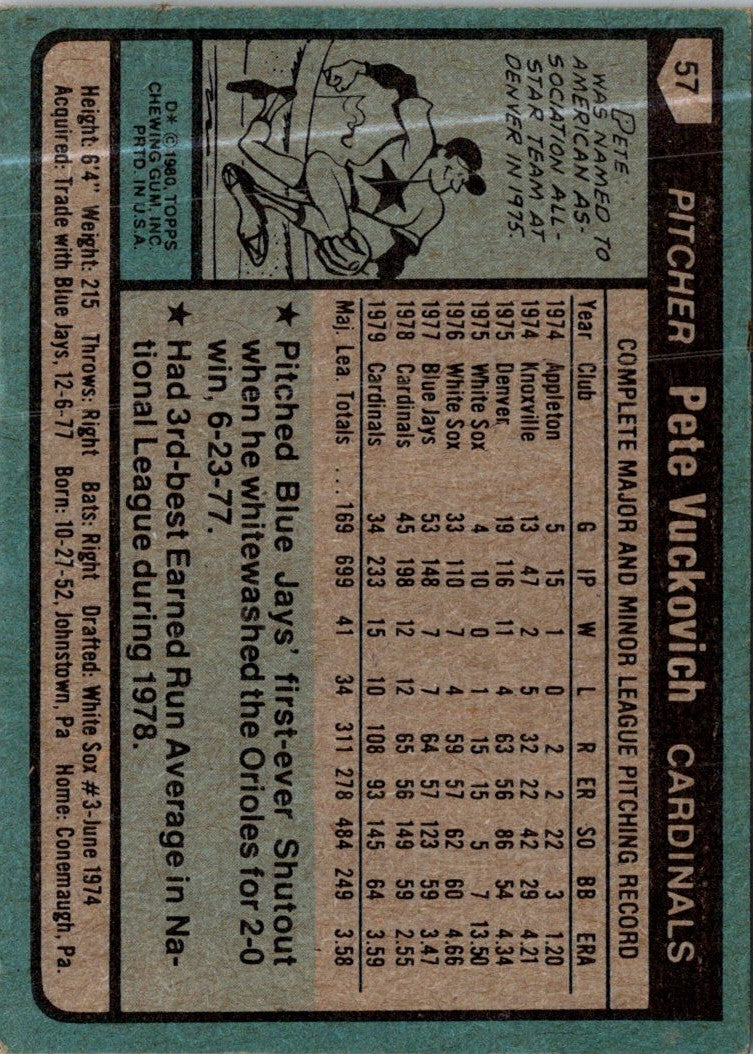 57
PITCHER Pete Vuckovich CARDINALS
PETE
WAS NAMED TO
AMERICAN AS-
SOCIATION ALL-
STAR TEAM AT
DENVER IN 1975.
D* © 1980, TOPPS
CHEWING GUM, INC
PRTD. IN U.S.A.
COMPLETE MAJOR AND MINOR LEAGUE PITCHING RECORD
Year Club G IP W L R ER SO BB ERA
1974 Appleton 5 15 1 0 2 2 22 3 1.20
1974 Knoxville 13 47 2 5 32 22 42 29 4.21
1975 Denver 19 116 11 4 63 56 86 54 4.34
1975 White Sox 4 10 0 1 15 15 5 7 13.50
1976 White Sox 33 110 7 4 59 57 62 60 4.66
1977 Blue Jays 53 148 7 7 64 57 123 59 3.47
1978 Cardinals 45 198 12 12 65 56 149 59 2.55
1979 Cardinals 34 233 15 10 108 93 145 64 3.59
Maj. Lea. Totals ... 169 699 41 34 311 278 484 249 3.58
★ Pitched Blue Jays' first-ever Shutout
when he whitewashed the Orioles for 2-0
win, 6-23-77.
★ Had 3rd-best Earned Run Average in Na-
tional League during 1978.
Height: 6'4" Weight: 215 Throws: Right Bats: Right Drafted: White Sox #3-June 1974
Acquired: Trade with Blue Jays, 12-6-77 Born: 10-27-52, Johnstown, Pa Home: Conemaugh, Pa.